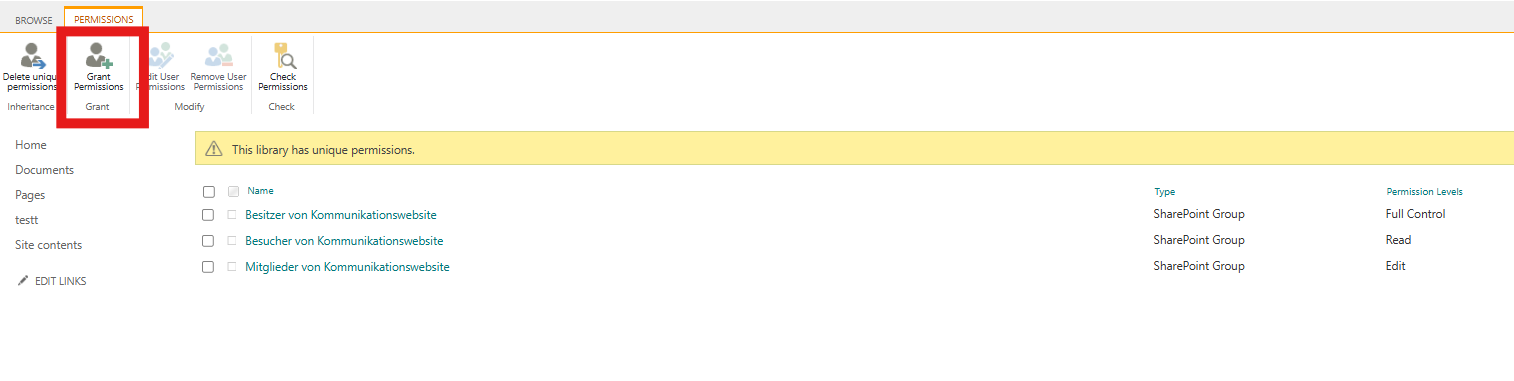 BROWSE PERMISSIONS
Delete uniqu Grant dit User Remove User Check
permissions Permissions Permissions Permissions Permissions
Inheritance Grant Modify Check
Home
Documents
Pages
testt
Site contents
EDIT LINKS
This library has unique permissions.
Name Type Permission Levels
Besitzer von Kommunikationswebsite SharePoint Group Full Control
Besucher von Kommunikationswebsite SharePoint Group Read
Mitglieder von Kommunikationswebsite SharePoint Group Edit